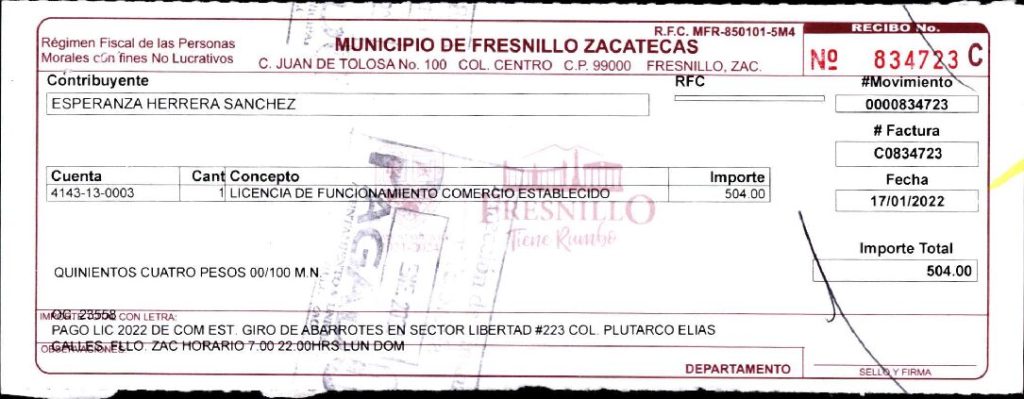 R.F.C. MFR-850101-5M4
RECIBO No.
Régimen Fiscal de las Personas
Morales con fines No Lucrativos
MUNICIPIO DE FRESNILLO ZACATECAS
C. JUAN DE TOLOSA No. 100 COL. CENTRO C.P. 99000 FRESNILLO, ZAC.
Nº 834723 C
Contribuyente
RFC
#Movimiento
ESPERANZA HERRERA SANCHEZ
0000834723
# Factura
C0834723
Cuenta Cant Concepto Importe
Fecha
4143-13-0003 1 LICENCIA DE FUNCIONAMIENTO COMERCIO ESTABLECIDO 504.00
17/01/2022
FRESNILLO
Tiene Rumbo
Importe Total
504.00
QUINIENTOS CUATRO PESOS 00/100 M.N.
OC 23558
IMPORTE CON LETRA:
PAGO LIC 2022 DE COM EST. GIRO DE ABARROTES EN SECTOR LIBERTAD #223 COL. PLUTARCO ELIAS
CALLES. FLLO. ZAC HORARIO 7.00 22.00HRS LUN DOM
OBSERVACIONES:
DEPARTAMENTO
SELLO Y FIRMA